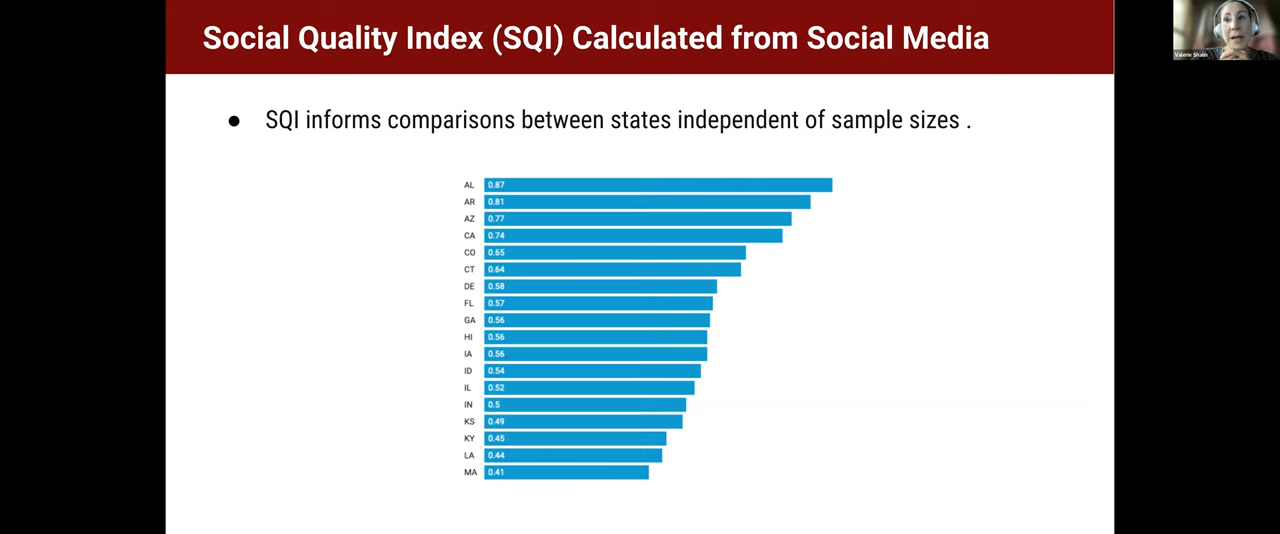 Social Quality Index (SQI) Calculated from Social Media
Valerie Shalin
● SQI informs comparisons between states independent of sample sizes .
AL 0.87
AR 0.81
AZ 0.77
CA 0.74
CO 0.65
CT 0.64
DE 0.58
FL 0.57
GA 0.56
HI 0.56
IA 0.56
ID 0.54
IL 0.52
IN 0.5
KS 0.49
KY 0.45
LA 0.44
MA 0.41